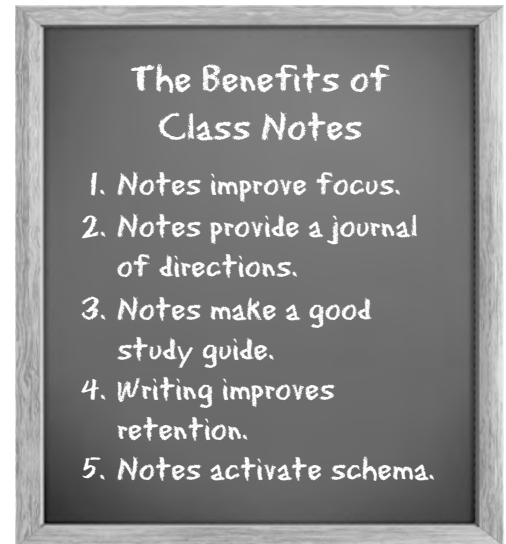 The Benefits of
Class Notes
1. Notes improve focus.
2. Notes provide a journal
of directions.
3. Notes make a good
study guide.
4. Writing improves
retention.
5. Notes activate schema.